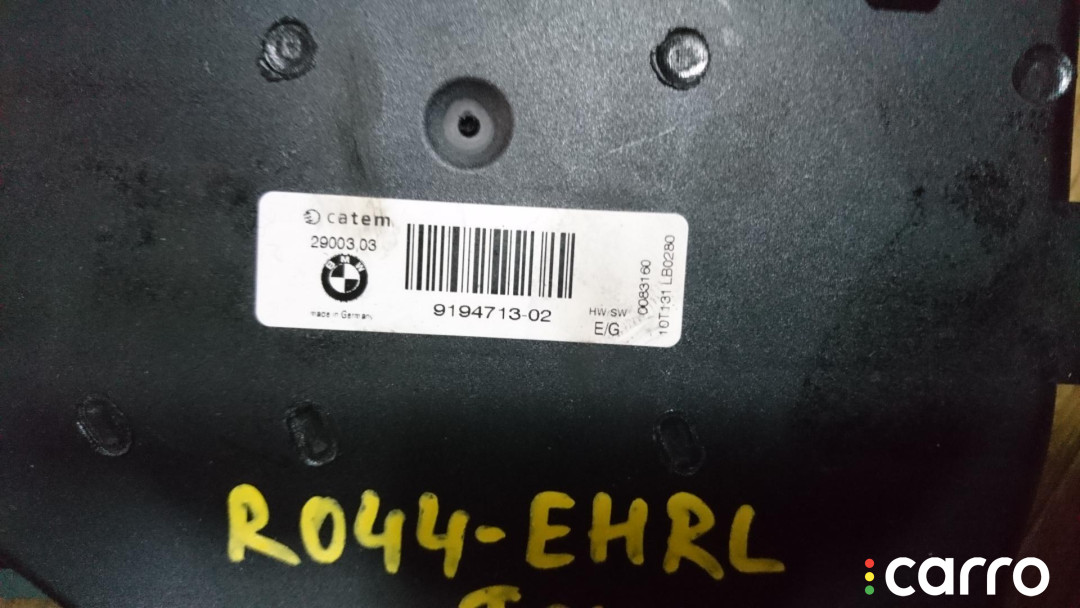 catem
29003,03
BMW
made in Germany
9194713-02
HW/SW
E/G
0083160
10T131 LB0280
R044-EHRL
carro